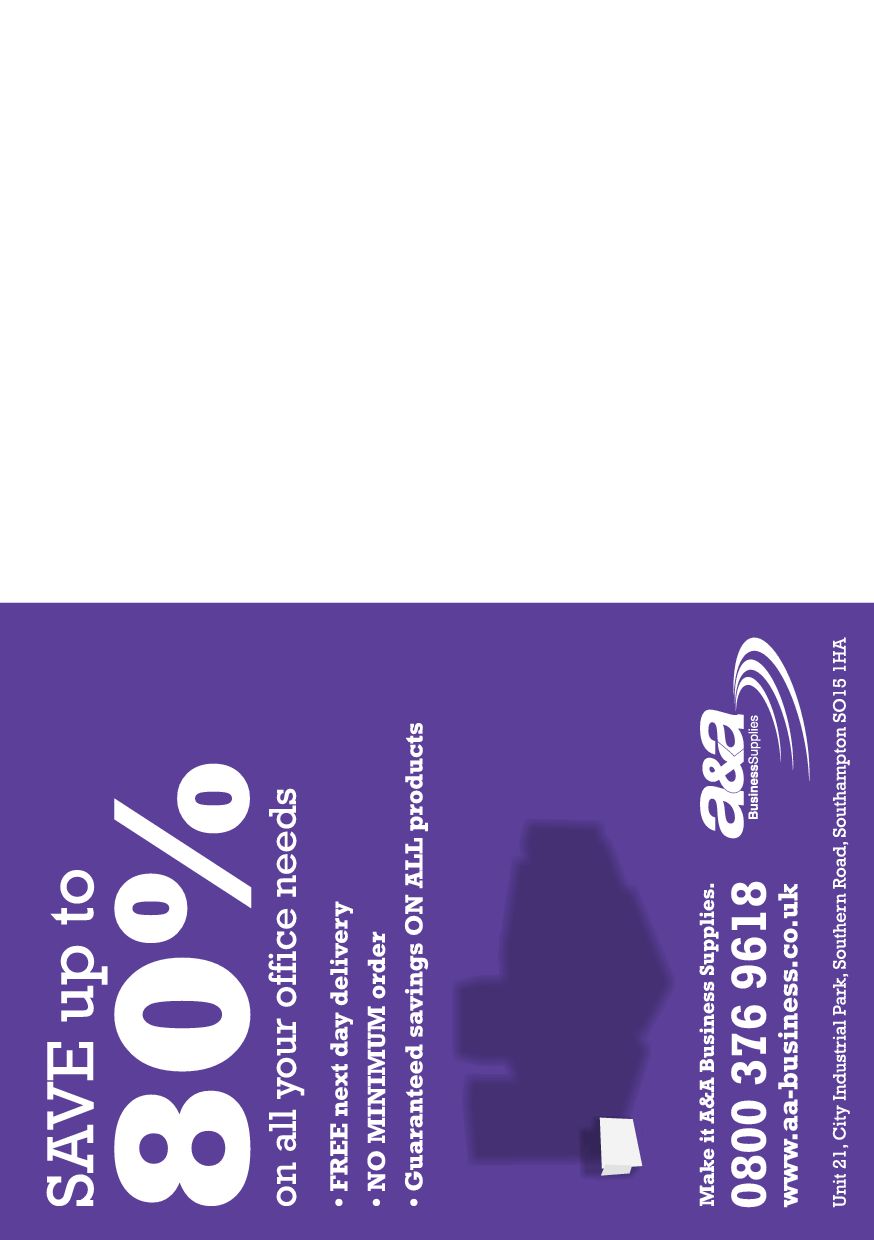 SAVE up to
80%
on all your office needs
• FREE next day delivery
• NO MINIMUM order
• Guaranteed savings ON ALL products
Make it A&A Business Supplies.
0800 376 9618
www.aa-business.co.uk
a&a
BusinessSupplies
Unit 21, City Industrial Park, Southern Road, Southampton SO15 1HA